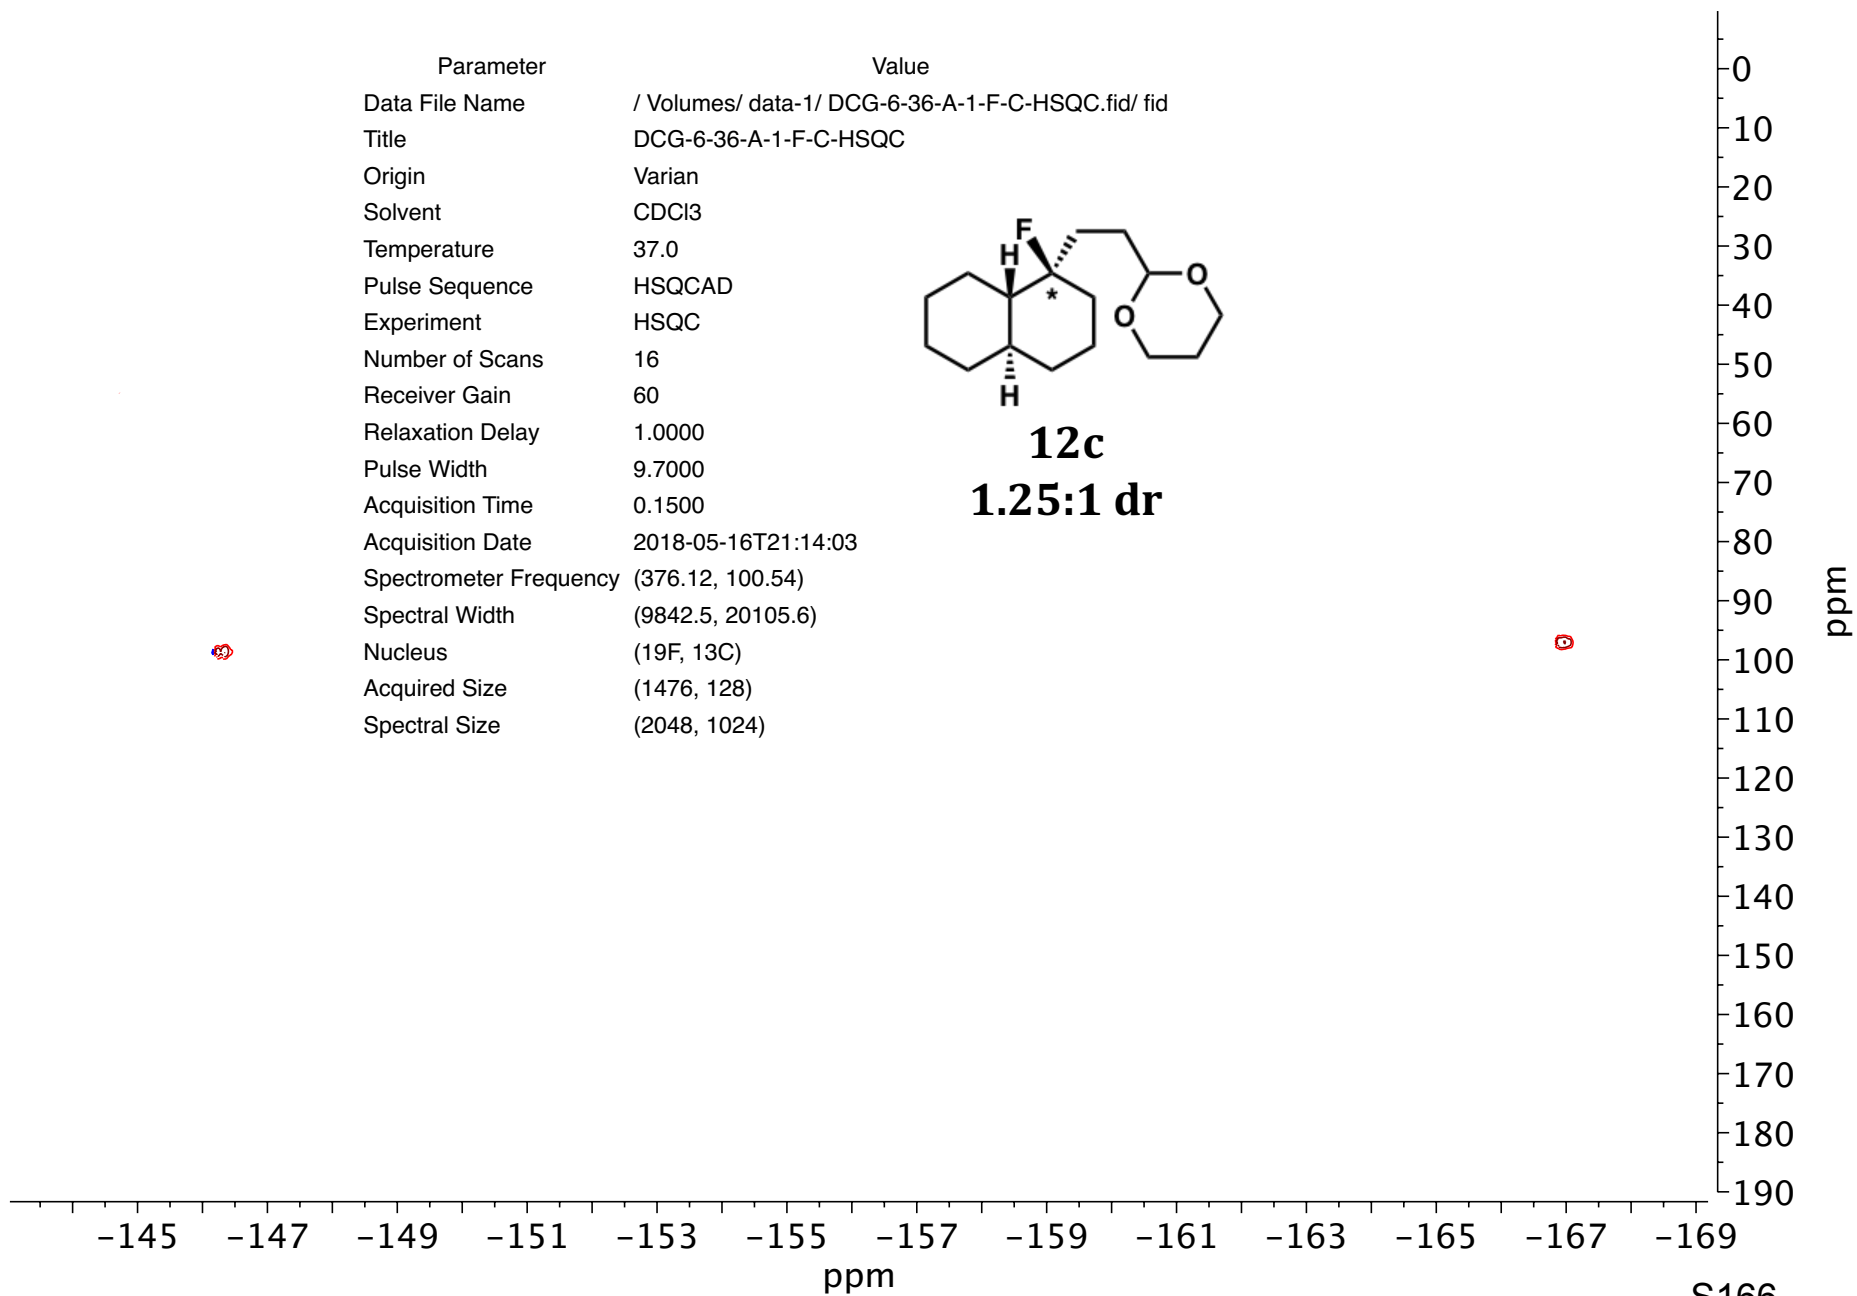 Parameter Value
Data File Name / Volumes/ data-1/ DCG-6-36-A-1-F-C-HSQC.fid/ fid
Title DCG-6-36-A-1-F-C-HSQC
Origin Varian
Solvent CDCl3
Temperature 37.0
Pulse Sequence HSQCAD
Experiment HSQC
Number of Scans 16
Receiver Gain 60
Relaxation Delay 1.0000
Pulse Width 9.7000
Acquisition Time 0.1500
Acquisition Date 2018-05-16T21:14:03
Spectrometer Frequency (376.12, 100.54)
Spectral Width (9842.5, 20105.6)
Nucleus (19F, 13C)
Acquired Size (1476, 128)
Spectral Size (2048, 1024)
F
H
*
O
O
H
12c
1.25:1 dr
0
10
20
30
40
50
60
70
80
90
100
110
120
130
140
150
160
170
180
190
ppm
-145 -147 -149 -151 -153 -155 -157 -159 -161 -163 -165 -167 -169
ppm
S166